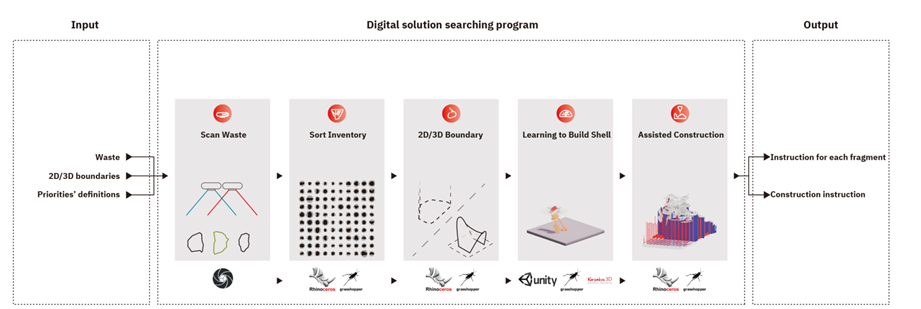 Input
Digital solution searching program
Output
Scan Waste
Sort Inventory
2D/3D Boundary
Learning to Build Shell
Assisted Construction
Waste
2D/3D boundaries
Priorities' definitions
Instruction for each fragment
Construction instruction
Rhinoceros
grasshopper
Rhinoceros
grasshopper
unity
grasshopper
Rhinoceros
grasshopper